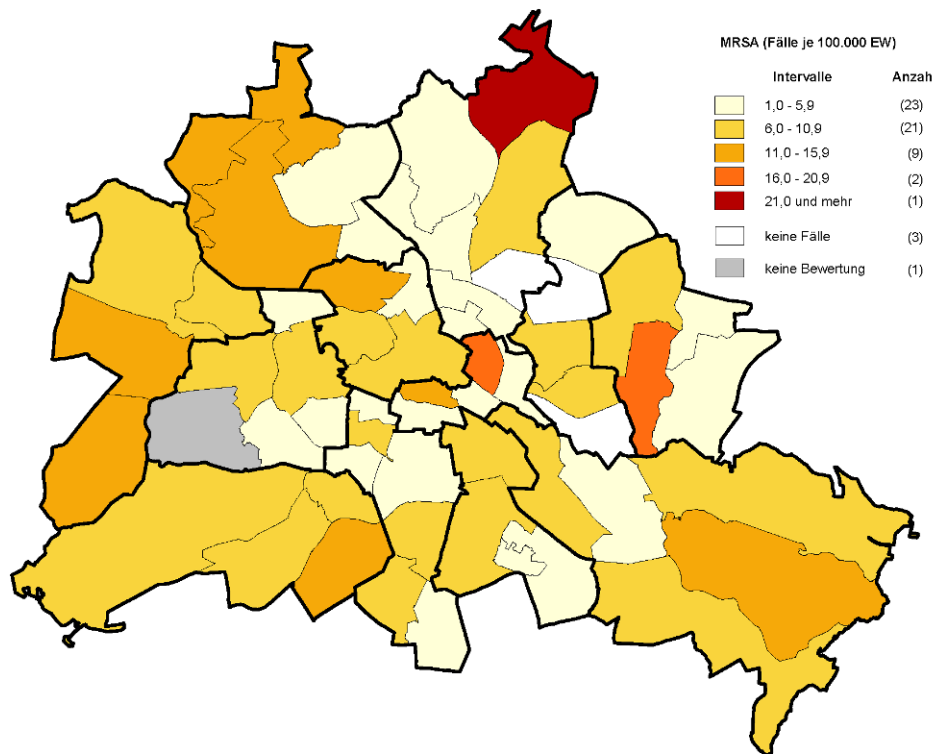 MRSA (Fälle je 100.000 EW)
Intervalle Anzah
1,0 - 5,9 (23)
6,0 - 10,9 (21)
11,0 - 15,9 (9)
16,0 - 20,9 (2)
21,0 und mehr (1)
keine Fälle (3)
keine Bewertung (1)